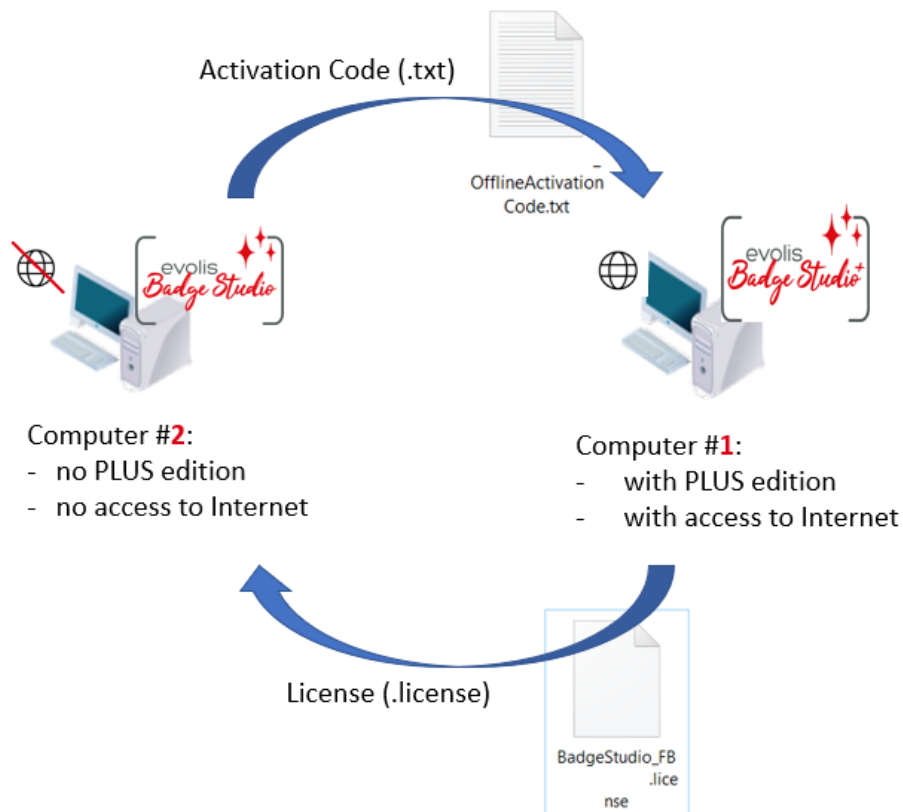 Activation Code (.txt)
_
OfflineActivation
Code.txt
evolis
Badge Studio
evolis
Badge Studio+
Computer #2:
- no PLUS edition
- no access to Internet
Computer #1:
- with PLUS edition
- with access to Internet
License (.license)
BadgeStudio_FB
.lice
nse